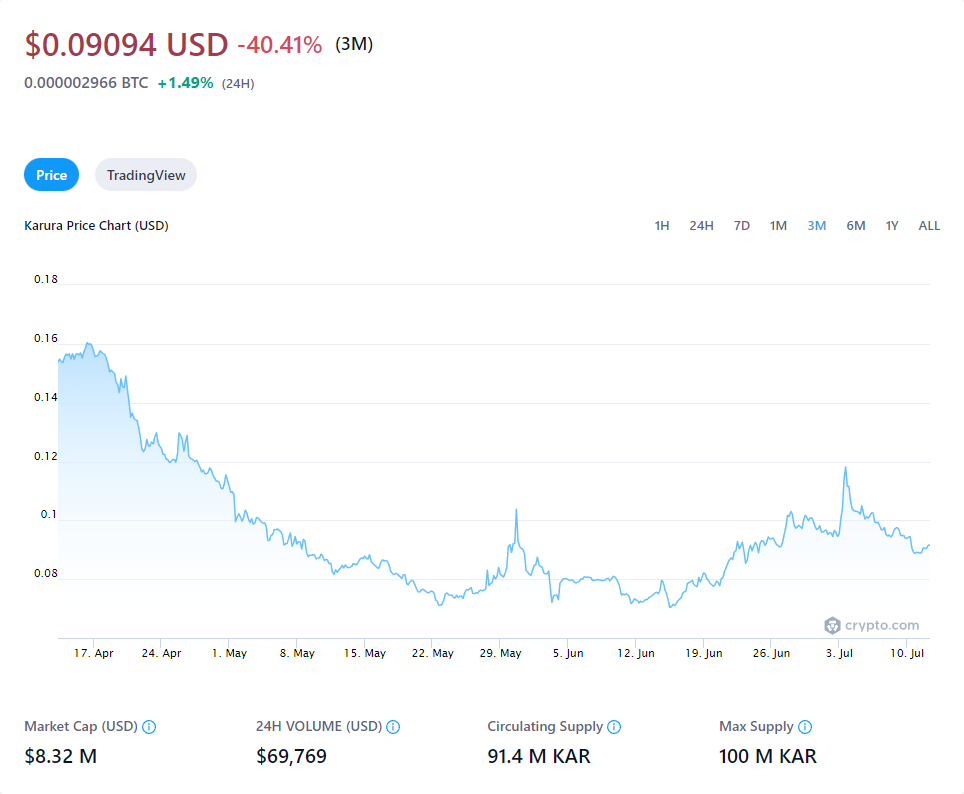 $0.09094 USD -40.41% (3M)
0.000002966 BTC +1.49% (24H)
Price TradingView
Karura Price Chart (USD) 1H 24H 7D 1M 3M 6M 1Y ALL
0.18
0.16
0.14
0.12
0.1
0.08
crypto.com
17. Apr 24. Apr 1. May 8. May 15. May 22. May 29. May 5. Jun 12. Jun 19. Jun 26. Jun 3. Jul 10. Jul
Market Cap (USD) 24H VOLUME (USD) Circulating Supply Max Supply
$8.32 M $69,769 91.4 M KAR 100 M KAR